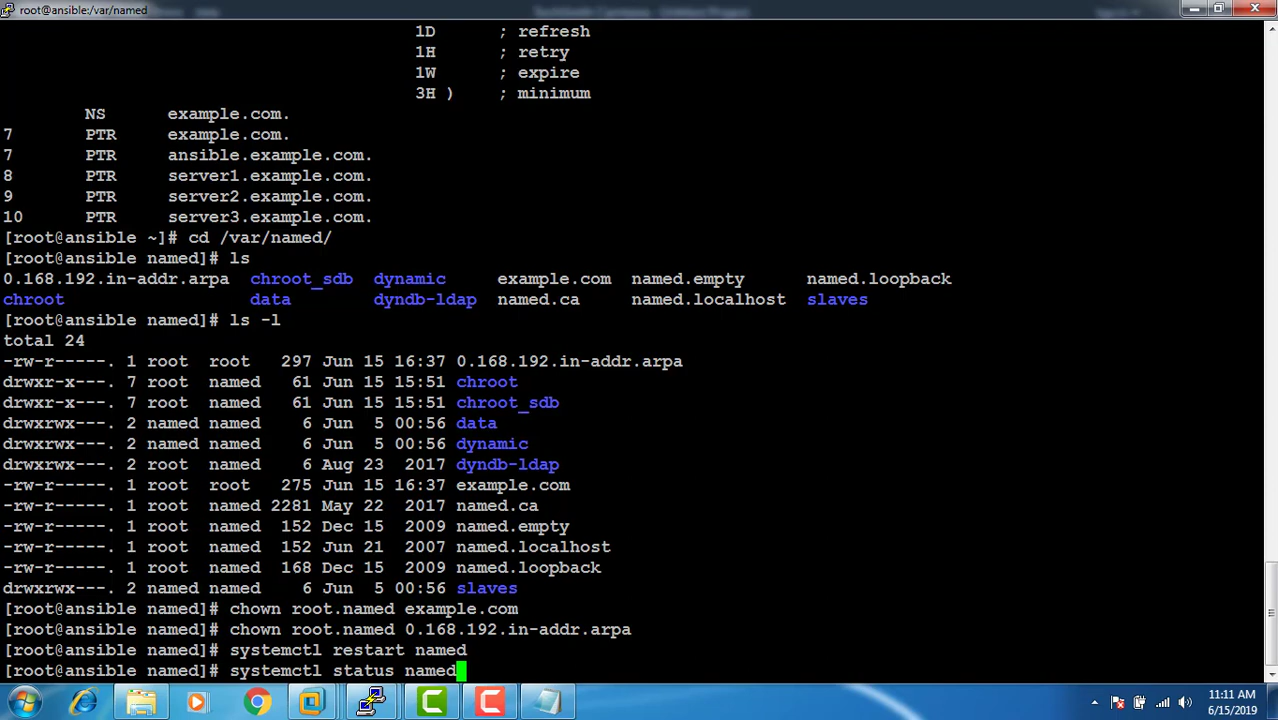 root@ansible:/var/named
1D ; refresh
1H ; retry
1W ; expire
3H ) ; minimum
NS example.com.
7 PTR example.com.
7 PTR ansible.example.com.
8 PTR server1.example.com.
9 PTR server2.example.com.
10 PTR server3.example.com.
[root@ansible ~]# cd /var/named/
[root@ansible named]# ls
0.168.192.in-addr.arpa chroot_sdb dynamic example.com named.empty named.loopback
chroot data dyndb-ldap named.ca named.localhost slaves
[root@ansible named]# ls -l
total 24
-rw-r-----. 1 root root 297 Jun 15 16:37 0.168.192.in-addr.arpa
drwxr-x---. 7 root named 61 Jun 15 15:51 chroot
drwxr-x---. 7 root named 61 Jun 15 15:51 chroot_sdb
drwxrwx---. 2 named named 6 Jun 5 00:56 data
drwxrwx---. 2 named named 6 Jun 5 00:56 dynamic
drwxrwx---. 2 root named 6 Aug 23 2017 dyndb-ldap
-rw-r-----. 1 root root 275 Jun 15 16:37 example.com
-rw-r-----. 1 root named 2281 May 22 2017 named.ca
-rw-r-----. 1 root named 152 Dec 15 2009 named.empty
-rw-r-----. 1 root named 152 Jun 21 2007 named.localhost
-rw-r-----. 1 root named 168 Dec 15 2009 named.loopback
drwxrwx---. 2 named named 6 Jun 5 00:56 slaves
[root@ansible named]# chown root.named example.com
[root@ansible named]# chown root.named 0.168.192.in-addr.arpa
[root@ansible named]# systemctl restart named
[root@ansible named]# systemctl status named
11:11 AM
6/15/2019